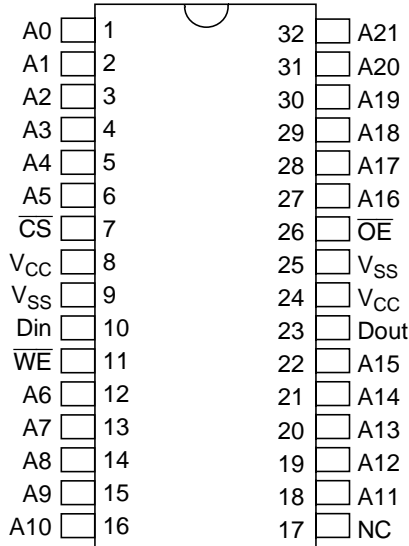 A0 1 32 A21
A1 2 31 A20
A2 3 30 A19
A3 4 29 A18
A4 5 28 A17
A5 6 27 A16
C̅S̅ 7 26 O̅E̅
VCC 8 25 VSS
VSS 9 24 VCC
Din 10 23 Dout
W̅E̅ 11 22 A15
A6 12 21 A14
A7 13 20 A13
A8 14 19 A12
A9 15 18 A11
A10 16 17 NC